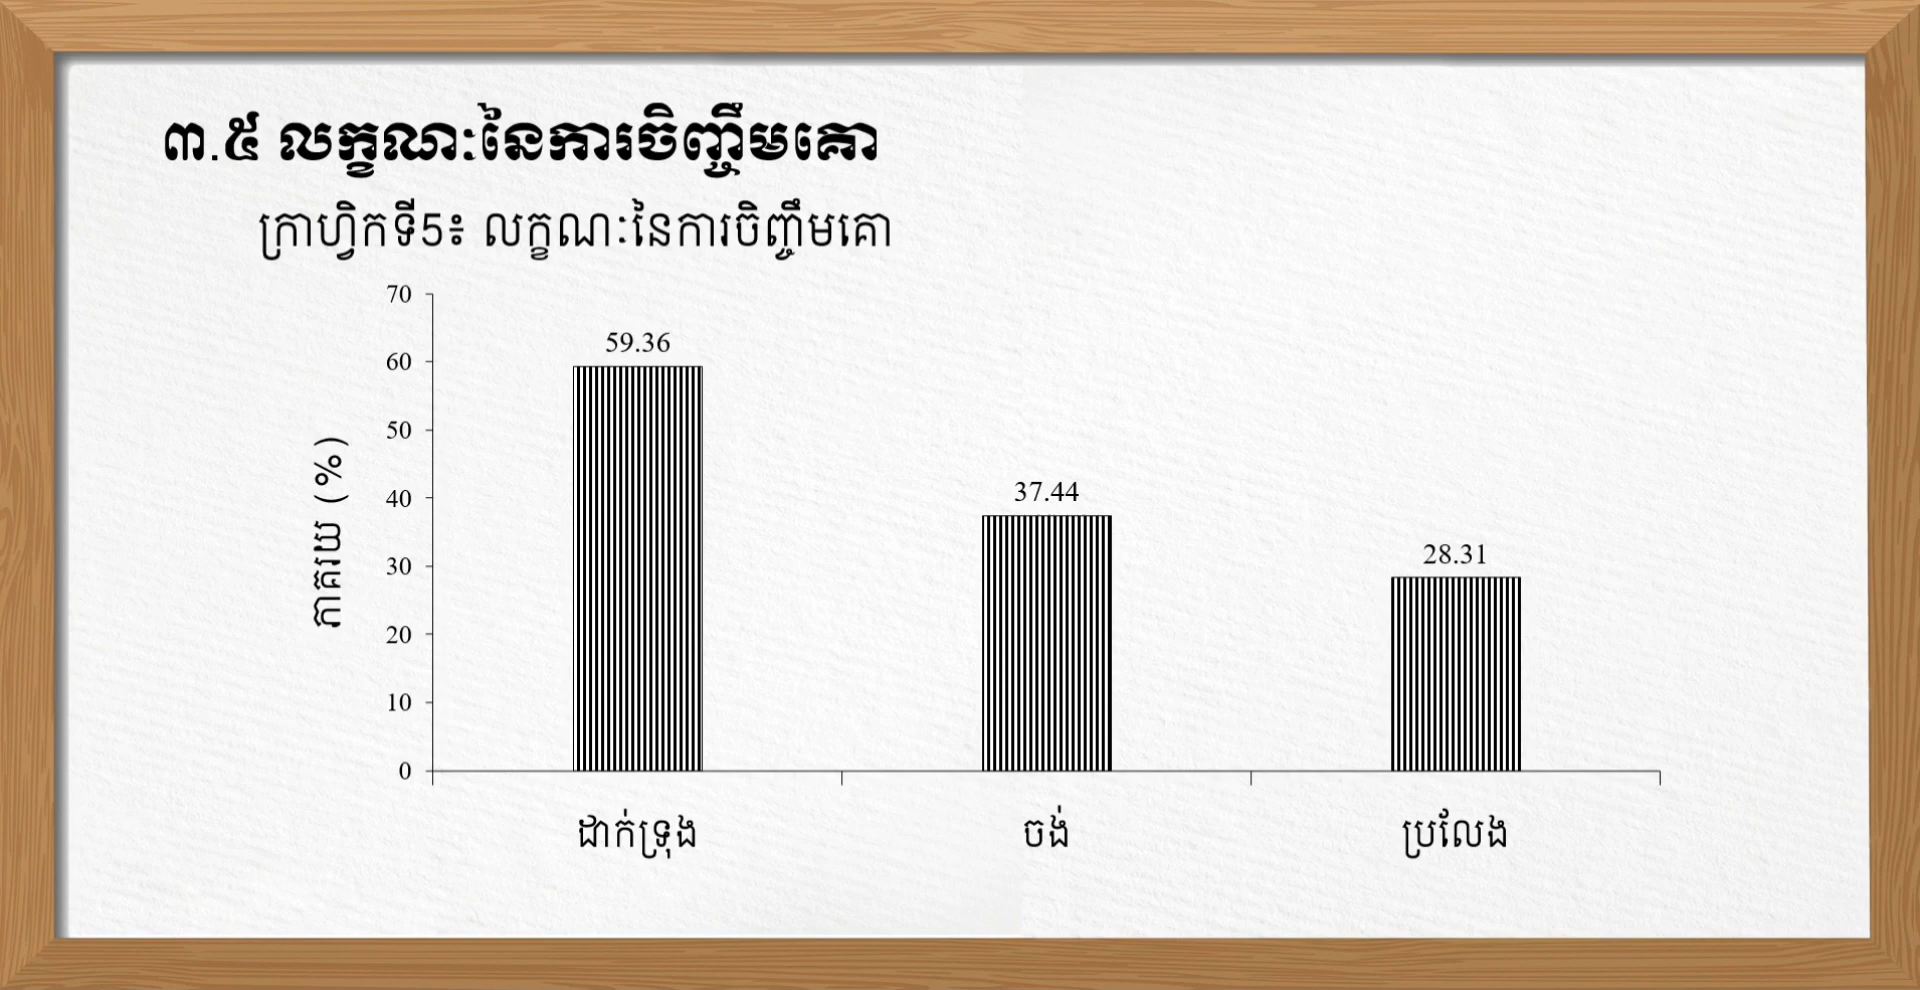 ៣.៥ លក្ខណៈនៃការចិញ្ចឹមគោ
ក្រាហ្វិកទី5៖ លក្ខណៈនៃការចិញ្ចឹមគោ
ភាគរយ (%)
70
60
50
40
30
20
10
0
59.36
37.44
28.31
ដាក់ទ្រុង
ចង់
ប្រលែង